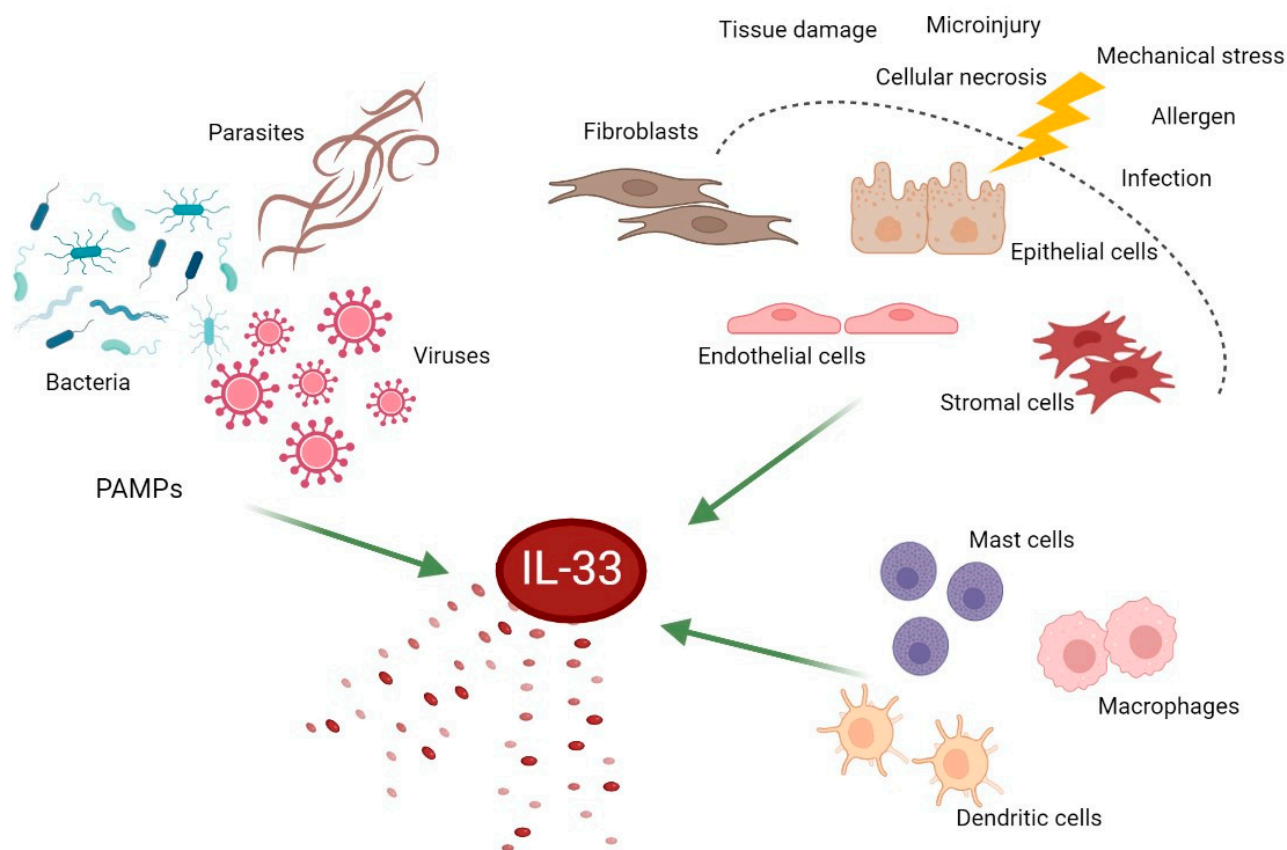 Tissue damage
Microinjury
Mechanical stress
Cellular necrosis
Allergen
Infection
Parasites
Fibroblasts
Epithelial cells
Bacteria
Viruses
Endothelial cells
Stromal cells
PAMPs
IL-33
Mast cells
Macrophages
Dendritic cells